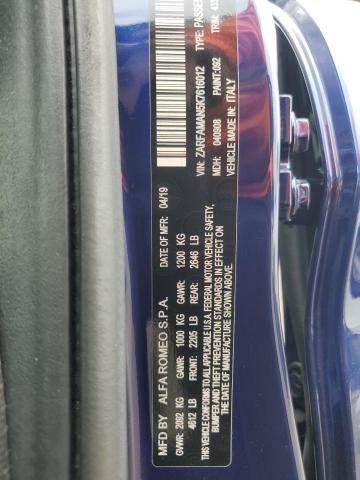 MFD BY ALFA ROMEO S.P.A. DATE OF MFR: 04/19
GVWR: 2092 KG GAWR: 1000 KG GAWR: 1200 KG
4612 LB FRONT: 2205 LB REAR: 2646 LB
THIS VEHICLE CONFORMS TO ALL APPLICABLE U.S.A. FEDERAL MOTOR VEHICLE SAFETY,
BUMPER AND THEFT PREVENTION STANDARDS IN EFFECT ON
THE DATE OF MANUFACTURE SHOWN ABOVE.
VIN: ZARFAMAN5K7616012 TYPE:
MDH: 040908 PAINT:092 TRIM:
VEHICLE MADE IN: ITALY